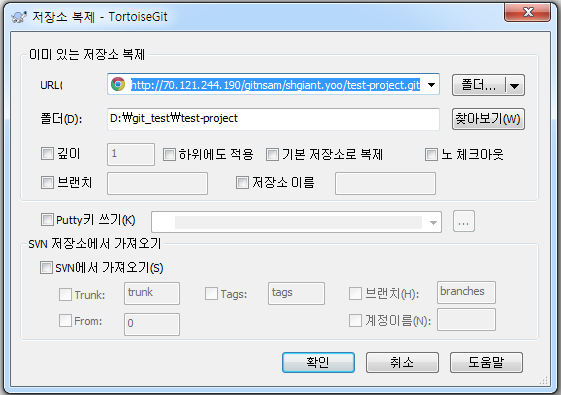 저장소 복제 - TortoiseGit
이미 있는 저장소 복제
URL( http://70.121.244.190/gitnsam/shgiant.yoo/test-project.git 폴더...
폴더(D): D:₩git_test₩test-project 찾아보기(W)
깊이 1 하위에도 적용 기본 저장소로 복제 노 체크아웃
브랜치 저장소 이름
Putty키 쓰기(K) ...
SVN 저장소에서 가져오기
SVN에서 가져오기(S)
Trunk: trunk Tags: tags 브랜치(H): branches
From: 0 계정이름(N):
확인 취소 도움말